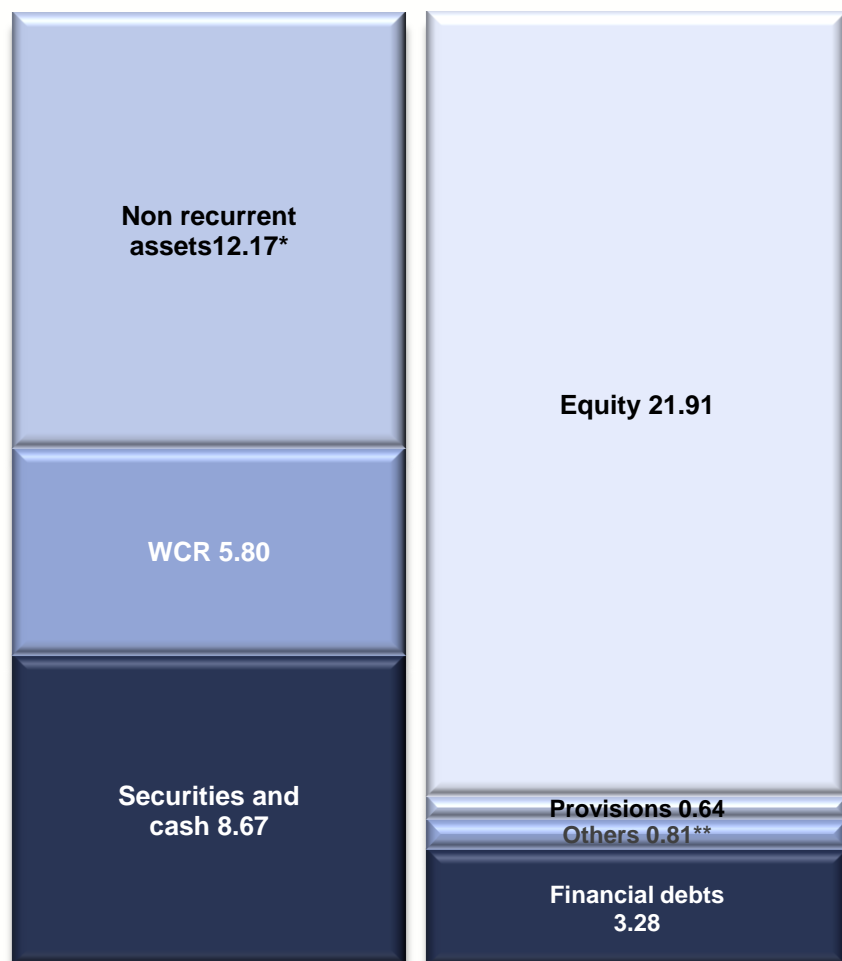 Non recurrent
assets12.17*
WCR 5.80
Securities and
cash 8.67
Equity 21.91
Provisions 0.64
Others 0.81**
Financial debts
3.28